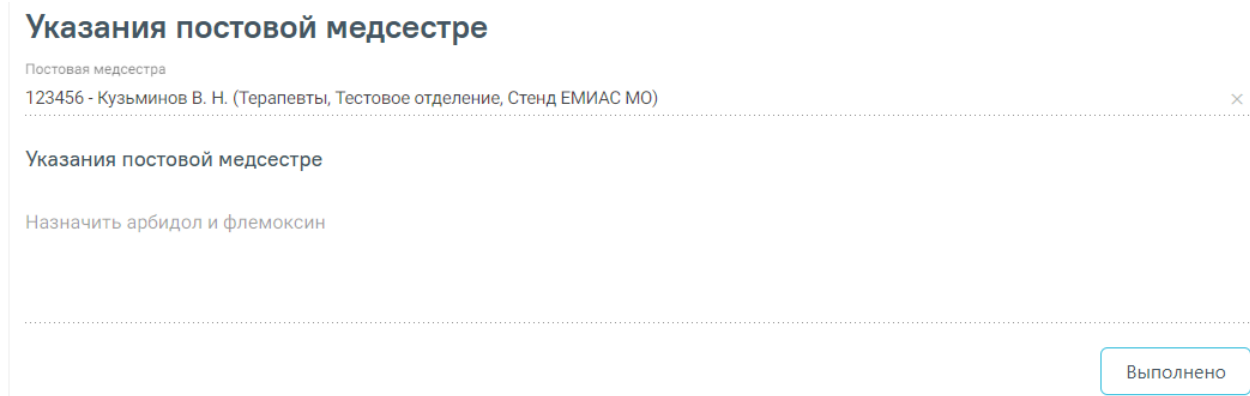 Указания постовой медсестре
Постовая медсестра
123456 - Кузьминов В. Н. (Терапевты, Тестовое отделение, Стенд ЕМИАС МО)
Указания постовой медсестре
Назначить арбидол и флемоксин
Выполнено